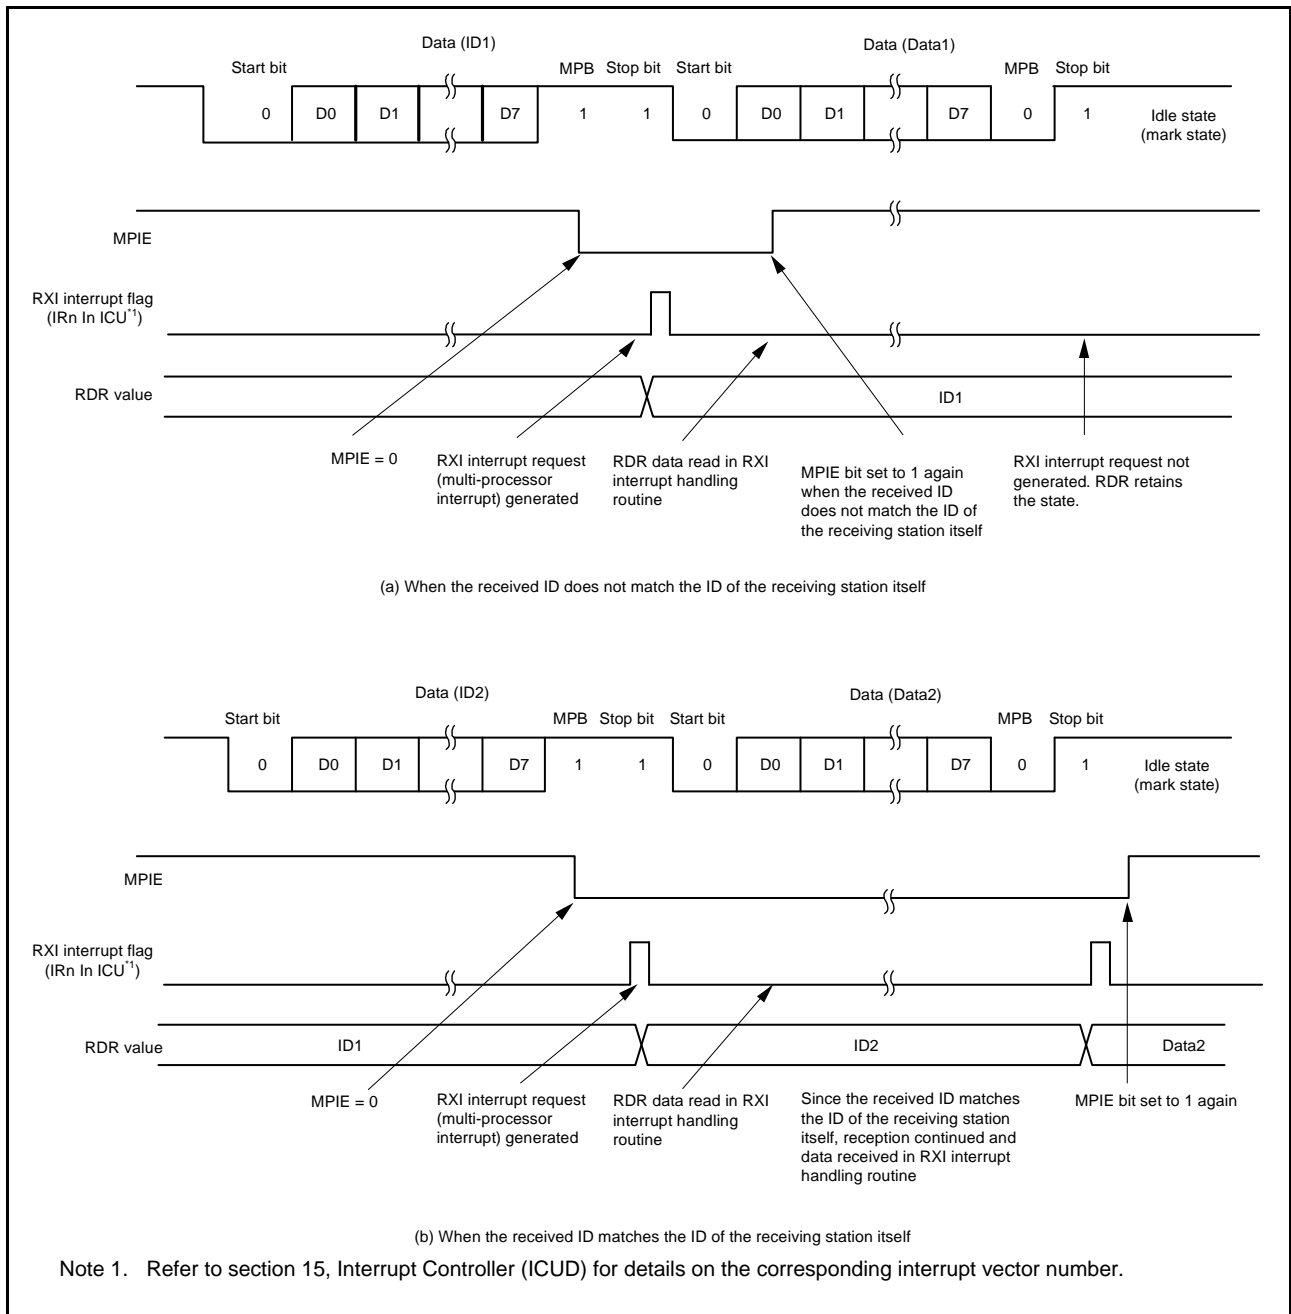 Data (ID1)
Data (Data1)
Start bit
MPB
Stop bit
Start bit
MPB
Stop bit
0
D0
D1
D7
1
1
0
D0
D1
D7
0
1
Idle state
(mark state)
MPIE
RXI interrupt flag
(IRn In ICU*1)
RDR value
ID1
MPIE = 0
RXI interrupt request
(multi-processor
interrupt) generated
RDR data read in RXI
interrupt handling
routine
MPIE bit set to 1 again
when the received ID
does not match the ID of
the receiving station itself
RXI interrupt request not
generated. RDR retains
the state.
(a) When the received ID does not match the ID of the receiving station itself
Data (ID2)
Data (Data2)
Start bit
MPB
Stop bit
Start bit
MPB
Stop bit
0
D0
D1
D7
1
1
0
D0
D1
D7
0
1
Idle state
(mark state)
MPIE
RXI interrupt flag
(IRn In ICU*1)
RDR value
ID1
ID2
Data2
MPIE = 0
RXI interrupt request
(multi-processor
interrupt) generated
RDR data read in RXI
interrupt handling
routine
Since the received ID matches
the ID of the receiving station
itself, reception continued and
data received in RXI interrupt
handling routine
MPIE bit set to 1 again
(b) When the received ID matches the ID of the receiving station itself
Note 1. Refer to section 15, Interrupt Controller (ICUD) for details on the corresponding interrupt vector number.